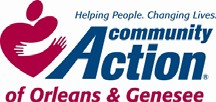 Helping People. Changing Lives.
community
Action®
of Orleans & Genesee